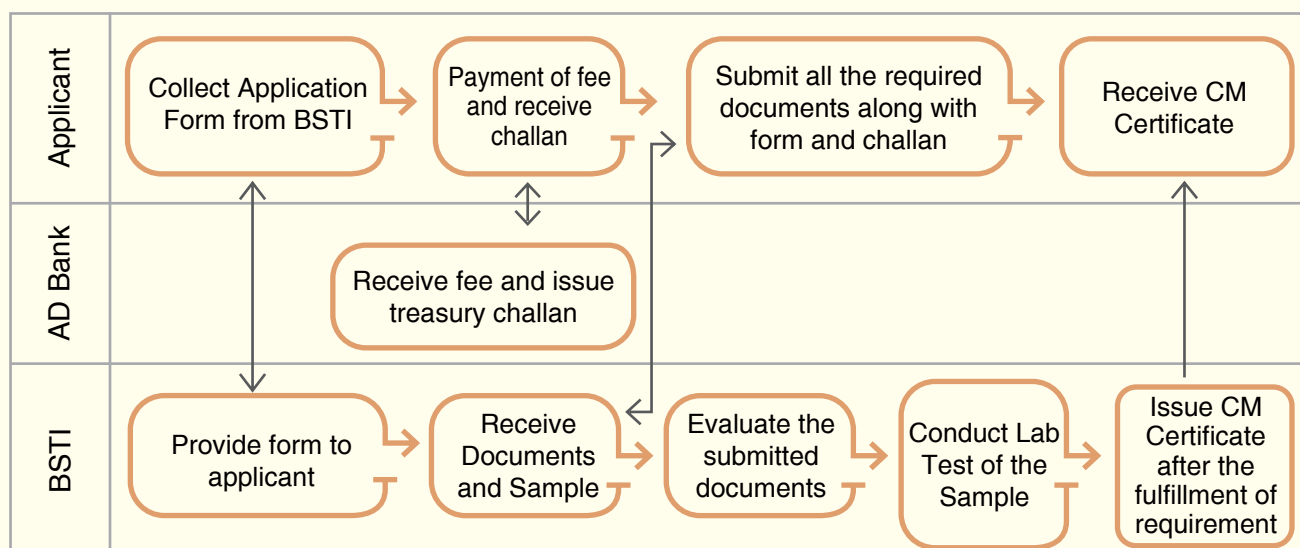 Applicant
Collect Application
Form from BSTI
Payment of fee
and receive
challan
Submit all the required
documents along with
form and challan
Receive CM
Certificate
AD Bank
Receive fee and issue
treasury challan
BSTI
Provide form to
applicant
Receive
Documents
and Sample
Evaluate the
submitted
documents
Conduct Lab
Test of the
Sample
Issue CM
Certificate
after the
fulfillment of
requirement